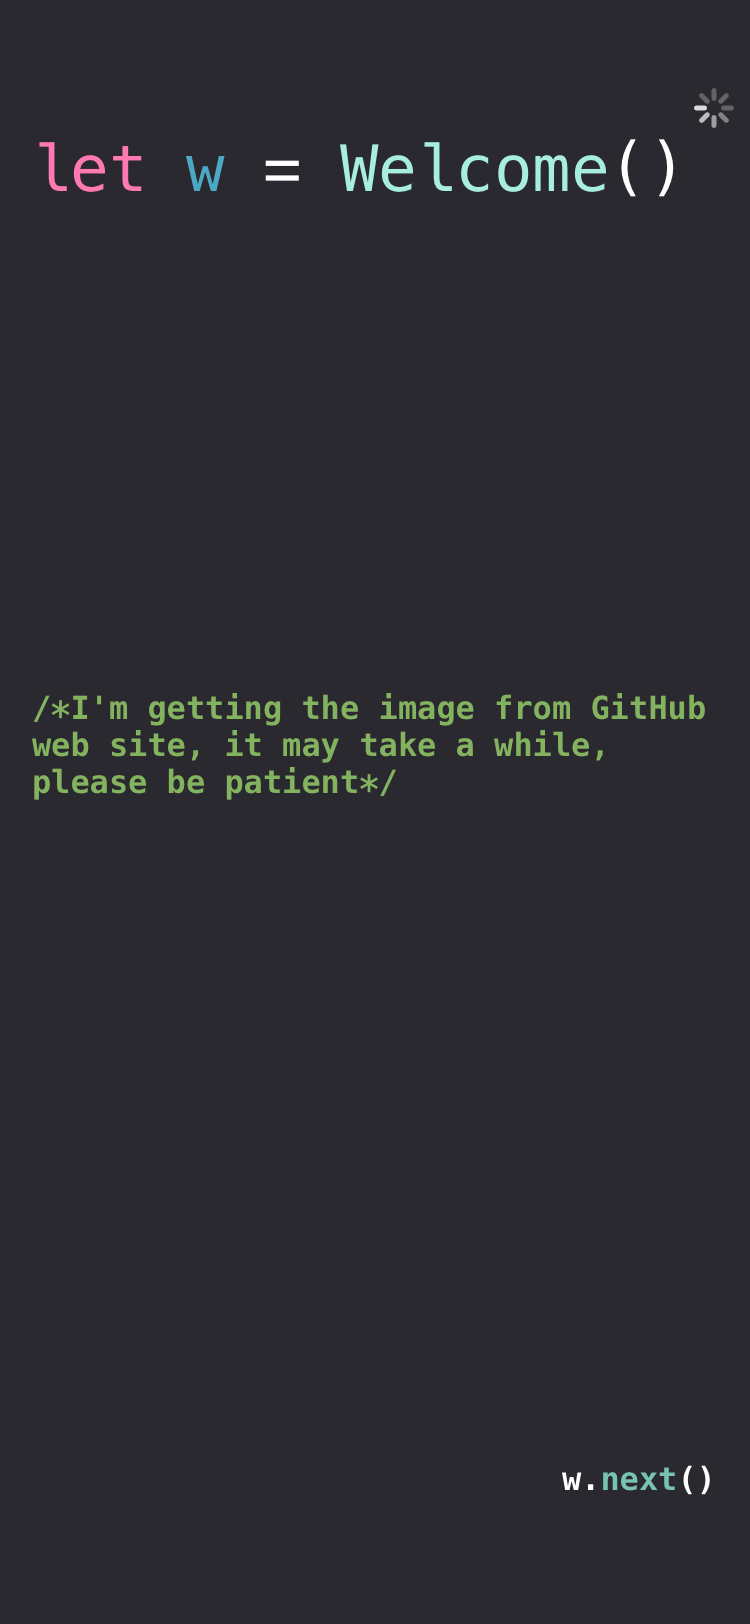 let w = Welcome()
/*I'm getting the image from GitHub
web site, it may take a while,
please be patient*/
w.next()